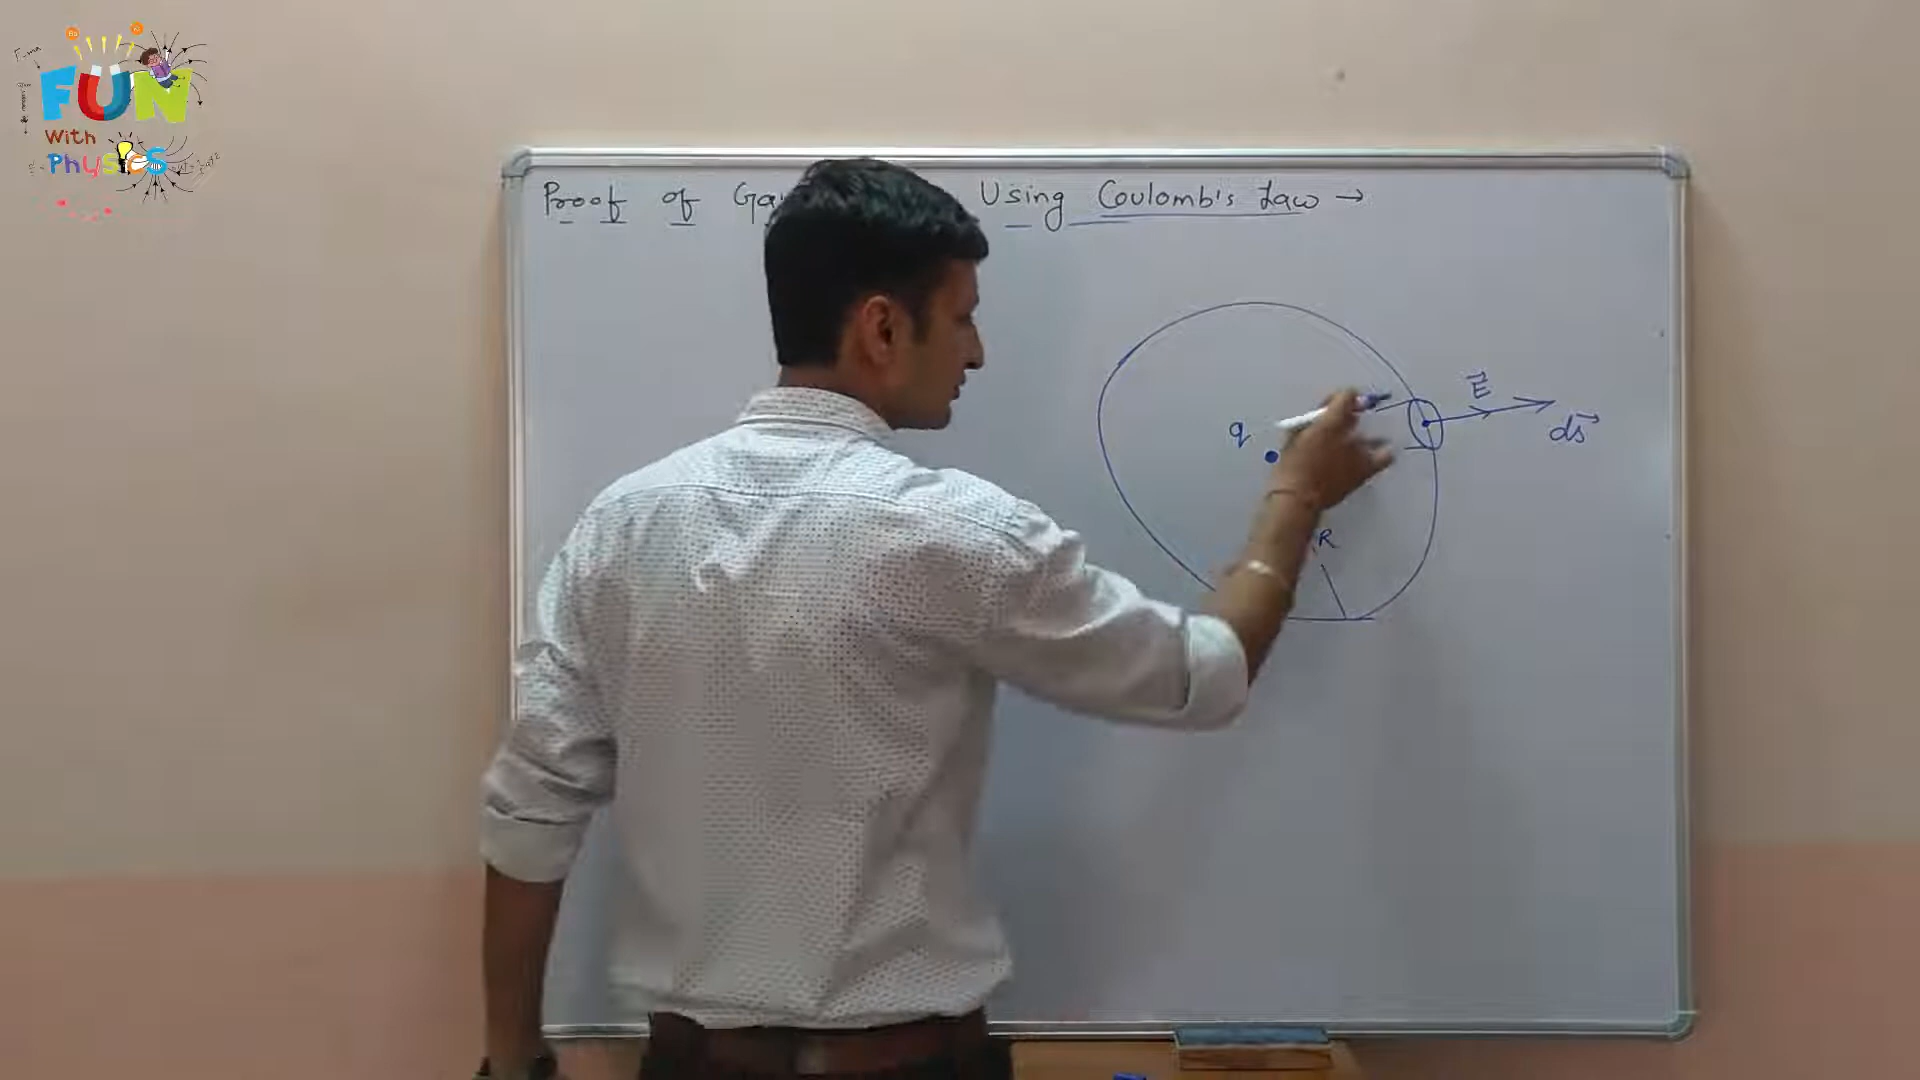 FUN
With
Physics
Proof of Ga Using Coulomb's Law →
E⃗
q
ds⃗
R